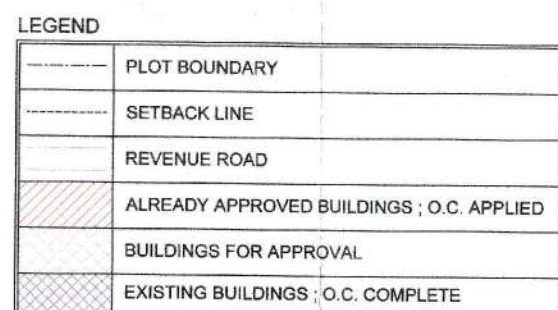 LEGEND
PLOT BOUNDARY
SETBACK LINE
REVENUE ROAD
ALREADY APPROVED BUILDINGS ; O.C. APPLIED
BUILDINGS FOR APPROVAL
EXISTING BUILDINGS ; O.C. COMPLETE